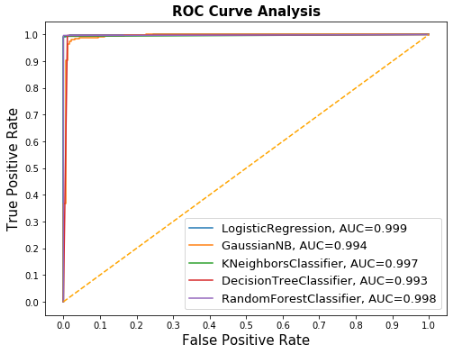 ROC Curve Analysis
True Positive Rate
1.0
0.9
0.8
0.7
0.6
0.5
0.4
0.3
0.2
0.1
0.0
LogisticRegression, AUC=0.999
GaussianNB, AUC=0.994
KNeighborsClassifier, AUC=0.997
DecisionTreeClassifier, AUC=0.993
RandomForestClassifier, AUC=0.998
0.0 0.1 0.2 0.3 0.4 0.5 0.6 0.7 0.8 0.9 1.0
False Positive Rate